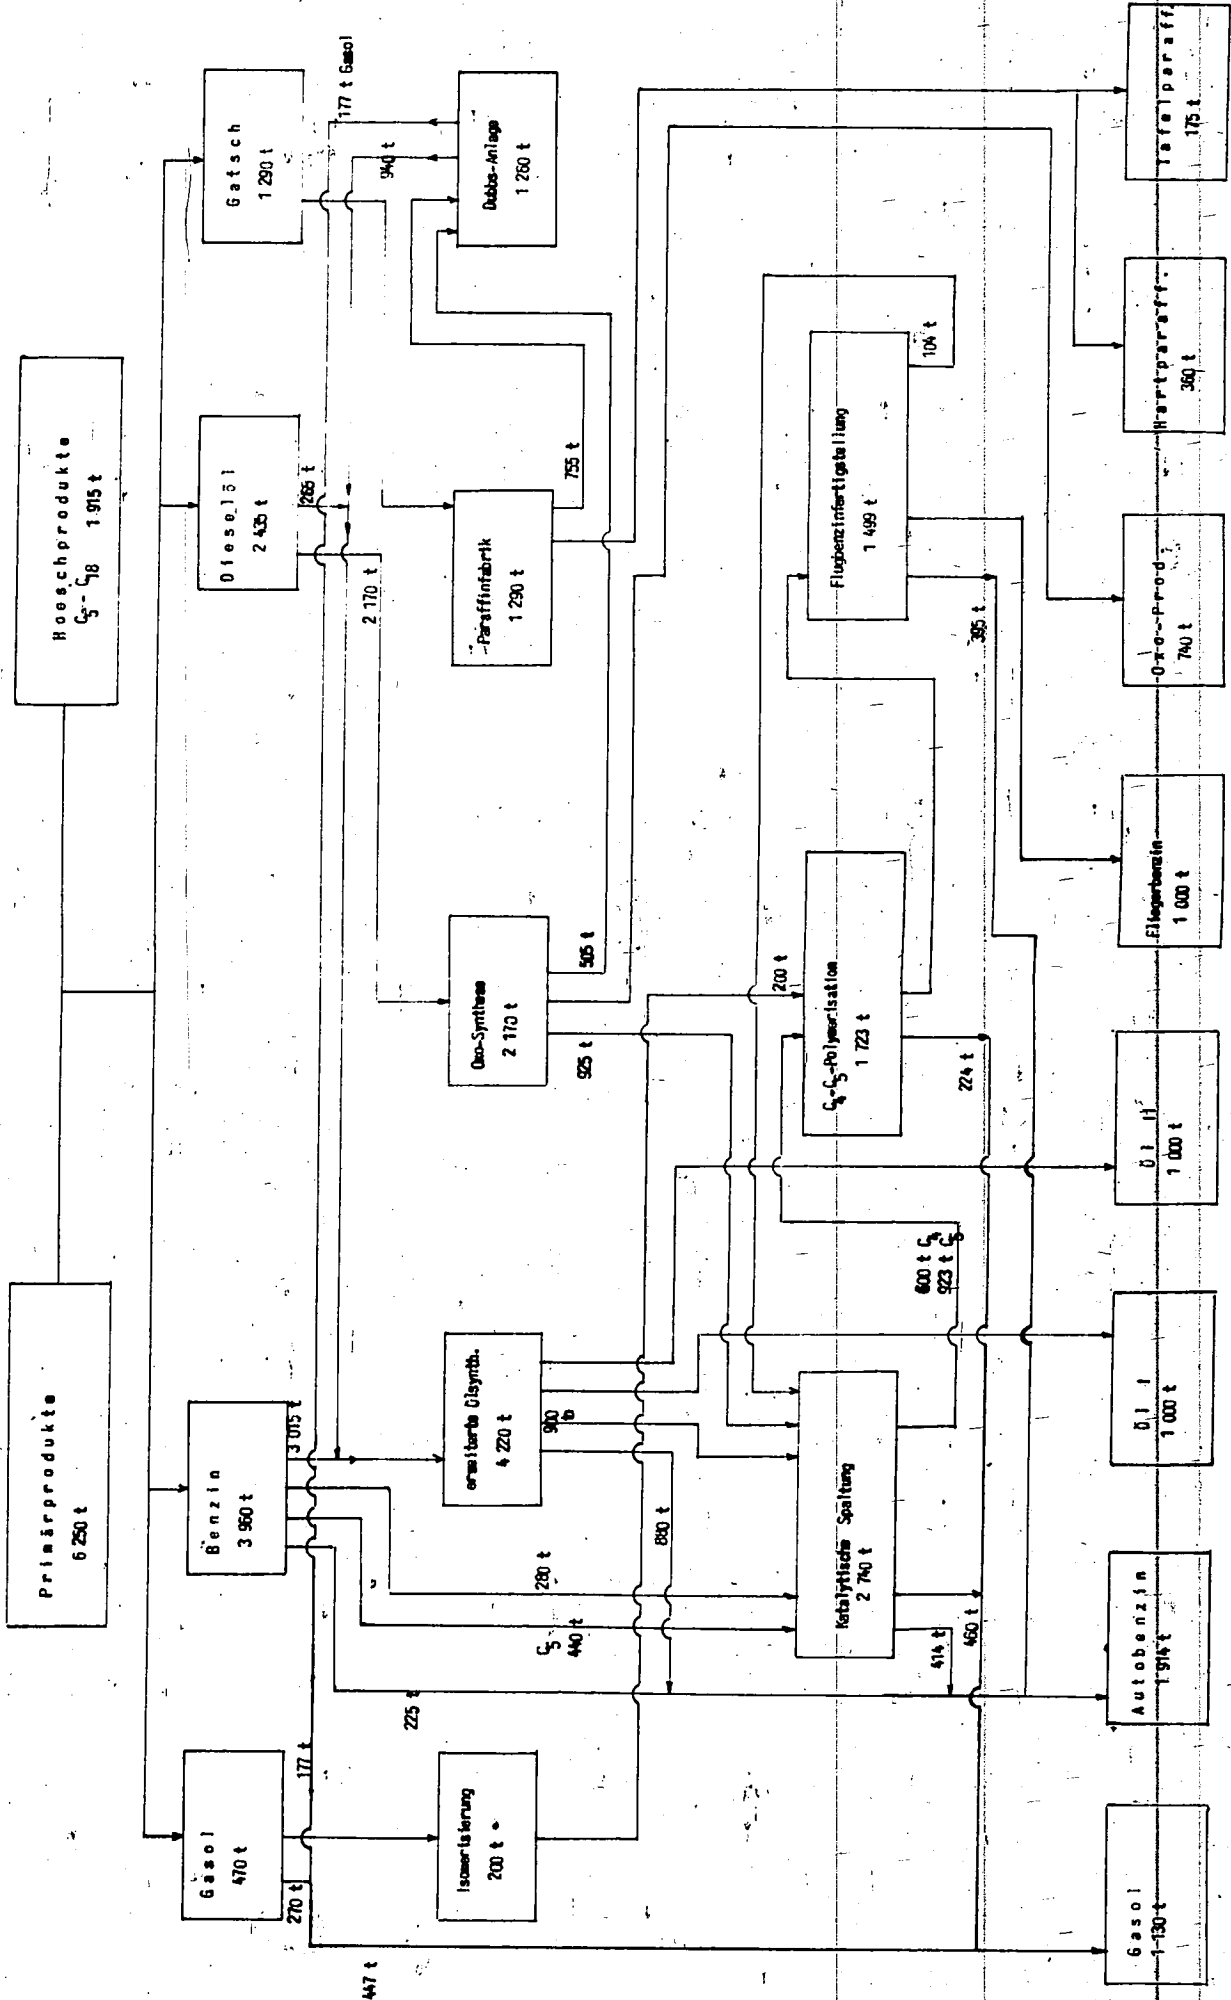 Primärprodukte
6 250 t
Hoeschprodukte
C5 - C18 1 915 t
Gasol
470 t
Benzin
3 960 t
Dieselöl
2 435 t
Gatsch
1 290 t
270 t
177 t
3 015 t
265 t
177 t Gasol
940 t
447 t
225
C5
440 t
280 t
2 170 t
Isomerisierung
200 t
erweiterte Ölsynth.
4 220 t
Oxo-Synthese
2 170 t
Paraffinfabrik
1 290 t
Dubbs-Anlage
1 260 t
880 t
900
925 t
505 t
755 t
200 t
Katalytische Spaltung
2 740 t
C4-C5-Polymerisation
1 723 t
Flugbenzinfertigstellung
1 499 t
414 t
460 t
600 t C4
923 t C5
224 t
395 t
104 t
Gasol
1 130 t
Autobenzin
1 914 t
Öl I
1 000 t
Öl II
1 000 t
Fliegerbenzin
1 000 t
Oxo-Prod.
740 t
Hartparaff.
360 t
Tafelparaff.
175 t